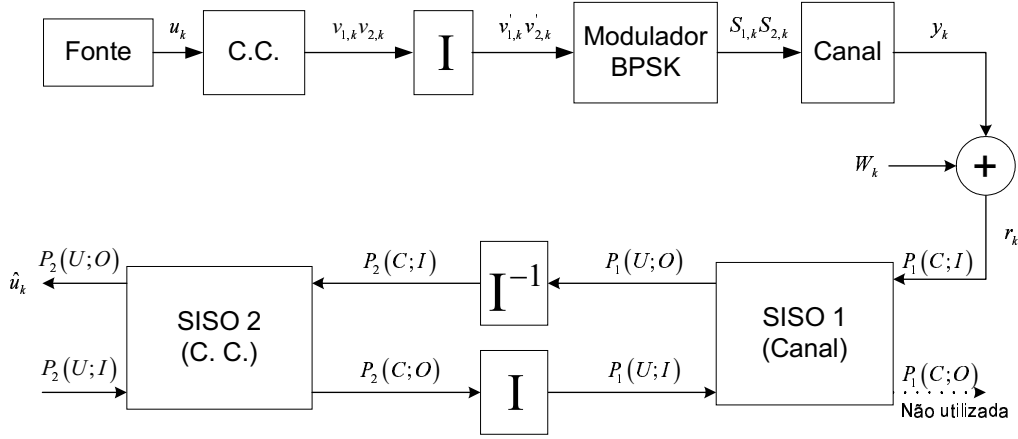 Fonte
u_k
C.C.
v_{1,k} v_{2,k}
I
v'_{1,k} v'_{2,k}
Modulador
BPSK
S_{1,k} S_{2,k}
Canal
y_k
W_k
+
r_k
P_2(U;O)
û_k
P_2(U;I)
SISO 2
(C. C.)
P_2(C;I)
I^{-1}
P_1(U;O)
P_2(C;O)
I
P_1(U;I)
SISO 1
(Canal)
P_1(C;I)
P_1(C;O)
Não utilizada